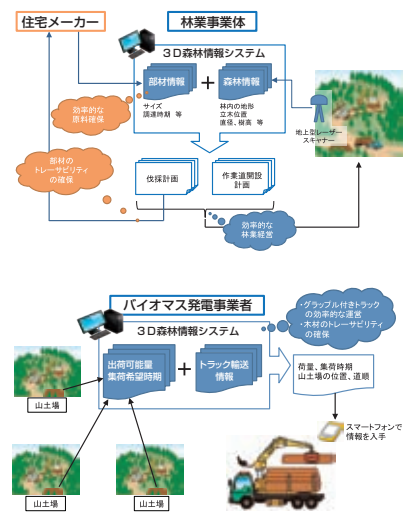 住宅メーカー
林業事業体
3D森林情報システム
部材情報
+
森林情報
サイズ
調達時期 等
林内の地形
立木位置
直径、樹高 等
効率的な
原料確保
地上型レーザー
スキャナー
部材の
トレーサビリティ
の確保
伐採計画
作業道開設
計画
効率的な
林業経営
バイオマス発電事業者
3D森林情報システム
・グラップル付きトラック
の効率的な運営
・木材のトレーサビリティ
の確保
出荷可能量
集荷希望時期
+
トラック輸送
情報
荷量、集荷時期
山土場の位置、道順
山土場
スマートフォンで
情報を入手
山土場
山土場